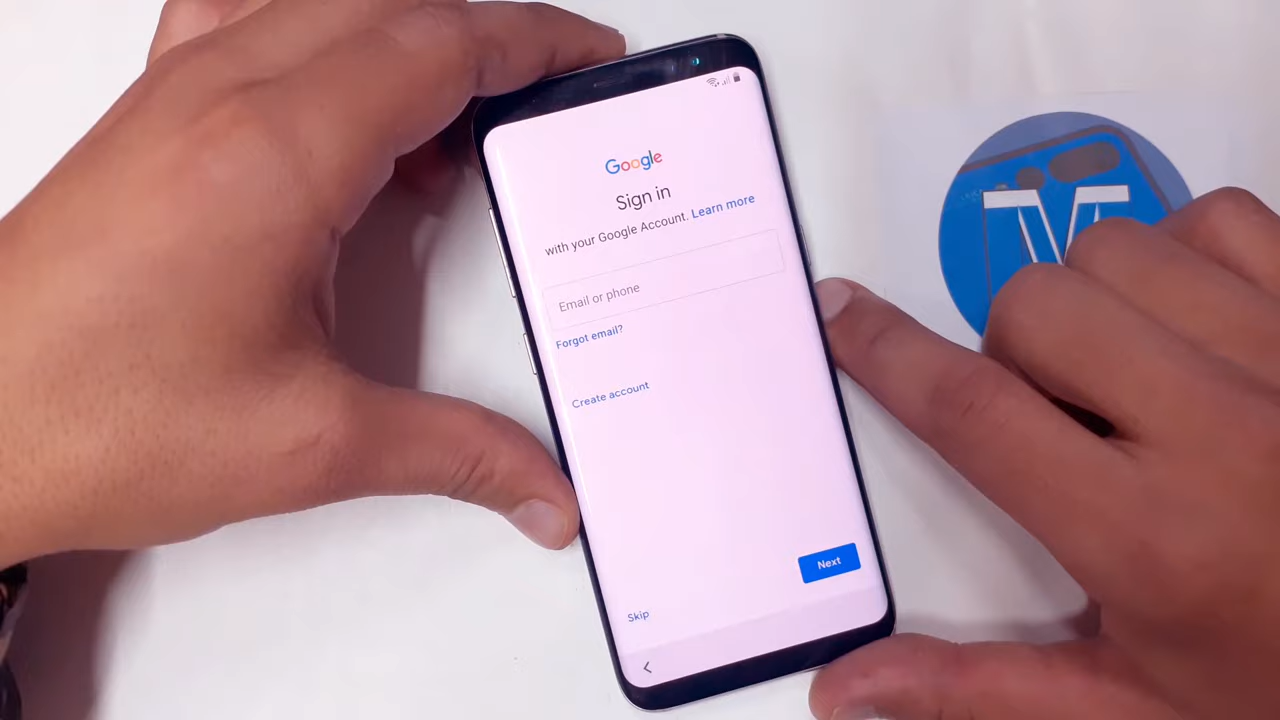 Google
Sign in
with your Google Account. Learn more
Email or phone
Forgot email?
Create account
Next
Skip